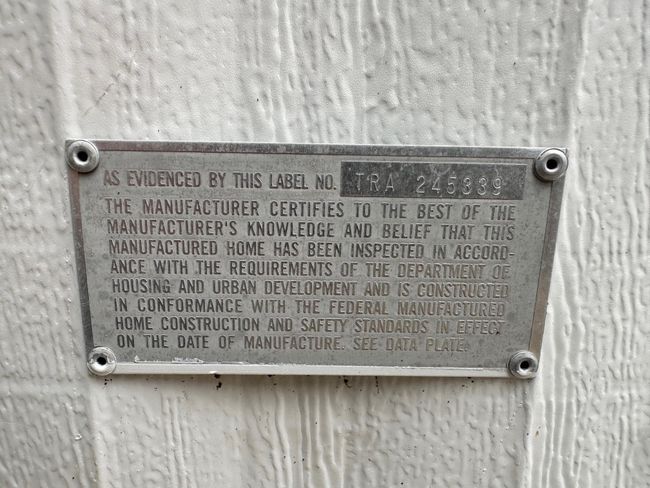 AS EVIDENCED BY THIS LABEL NO. TRA 245339
THE MANUFACTURER CERTIFIES TO THE BEST OF THE
MANUFACTURER'S KNOWLEDGE AND BELIEF THAT THIS
MANUFACTURED HOME HAS BEEN INSPECTED IN ACCORD-
ANCE WITH THE REQUIREMENTS OF THE DEPARTMENT OF
HOUSING AND URBAN DEVELOPMENT AND IS CONSTRUCTED
IN CONFORMANCE WITH THE FEDERAL MANUFACTURED
HOME CONSTRUCTION AND SAFETY STANDARDS IN EFFECT
ON THE DATE OF MANUFACTURE. SEE DATA PLATE.